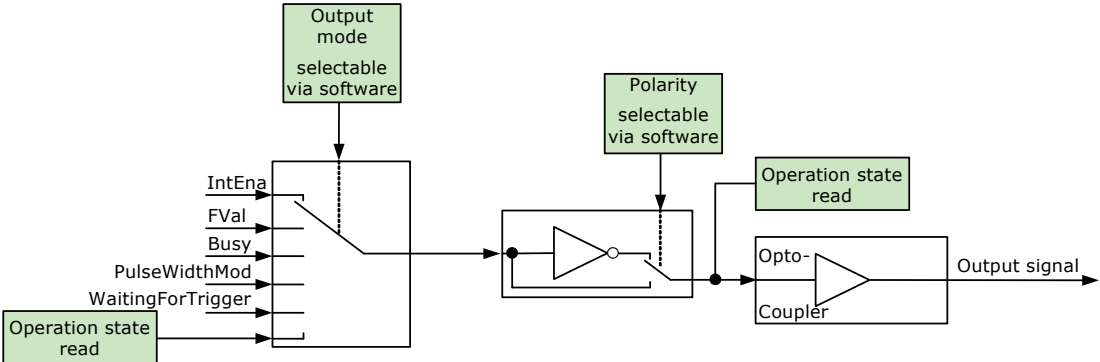 Output
mode
selectable
via software
Polarity
selectable
via software
IntEna
FVal
Busy
PulseWidthMod
WaitingForTrigger
Operation state
read
Operation state
read
Opto-
Coupler
Output signal